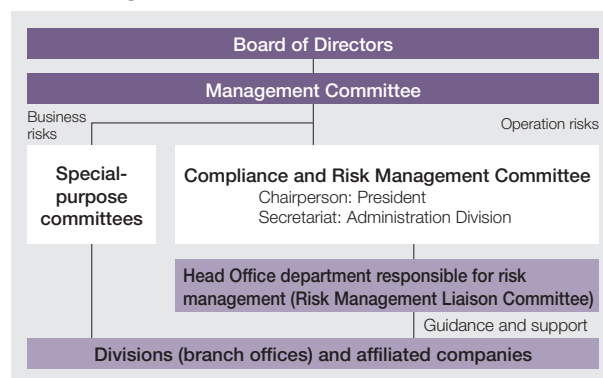 Board of Directors
Management Committee
Business
risks
Operation risks
Special-
purpose
committees
Compliance and Risk Management Committee
Chairperson: President
Secretariat: Administration Division
Head Office department responsible for risk
management (Risk Management Liaison Committee)
Guidance and support
Divisions (branch offices) and affiliated companies